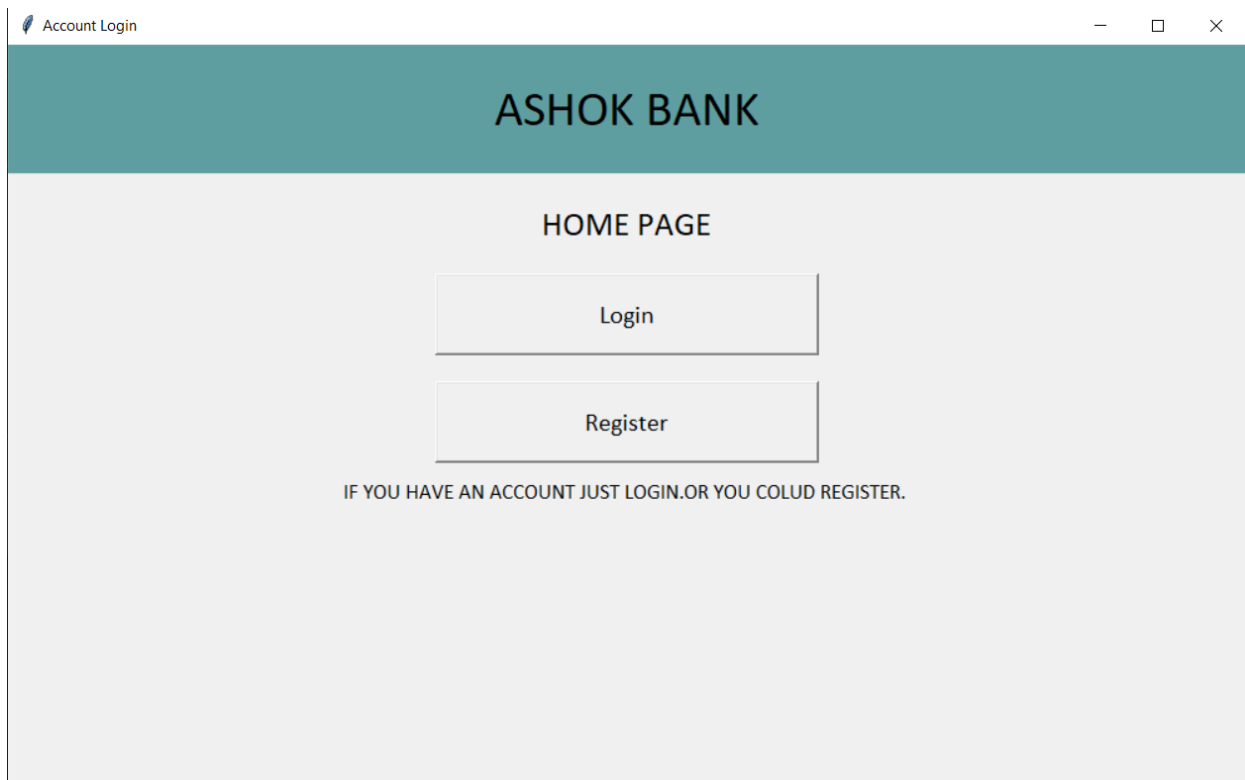 Account Login
ASHOK BANK
HOME PAGE
Login
Register
IF YOU HAVE AN ACCOUNT JUST LOGIN.OR YOU COLUD REGISTER.